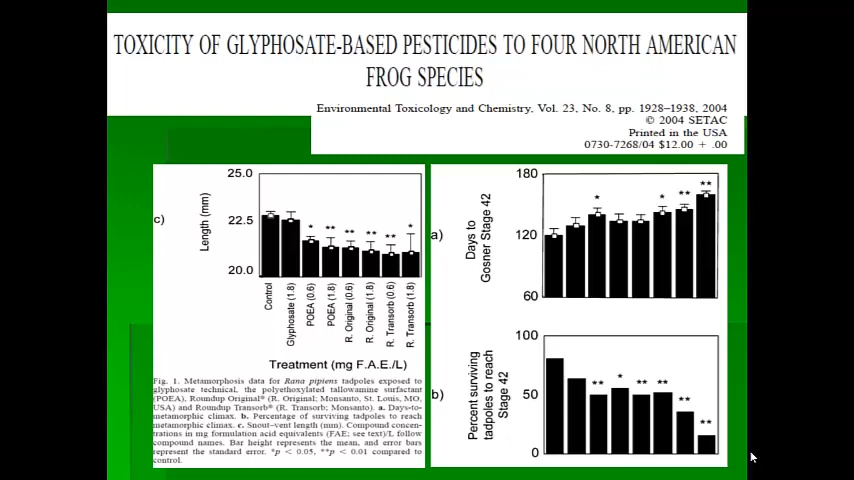 TOXICITY OF GLYPHOSATE-BASED PESTICIDES TO FOUR NORTH AMERICAN
FROG SPECIES
Environmental Toxicology and Chemistry, Vol. 23, No. 8, pp. 1928–1938, 2004
© 2004 SETAC
Printed in the USA
0730-7268/04 $12.00 + .00
c)
Length (mm)
25.0
22.5
20.0
* ** ** ** ** *
Control
Glyphosate (1.8)
POEA (0.6)
POEA (1.8)
R. Original (0.6)
R. Original (1.8)
R. Transorb (0.6)
R. Transorb (1.8)
Treatment (mg F.A.E./L)
Fig. 1. Metamorphosis data for Rana pipiens tadpoles exposed to
glyphosate technical, the polyethoxylated tallowamine surfactant
(POEA), Roundup Original® (R. Original; Monsanto, St. Louis, MO,
USA) and Roundup Transorb® (R. Transorb; Monsanto). a. Days-to-
metamorphic climax. b. Percentage of surviving tadpoles to reach
metamorphic climax. c. Snout–vent length (mm). Compound concen-
trations in mg formulation acid equivalents (FAE; see text)/L follow
compound names. Bar height represents the mean, and error bars
represent the standard error. *p < 0.05, **p < 0.01 compared to
control.
a)
Days to
Gosner Stage 42
180
120
60
* * ** **
b)
Percent surviving
tadpoles to reach
Stage 42
100
50
0
** * ** ** ** **